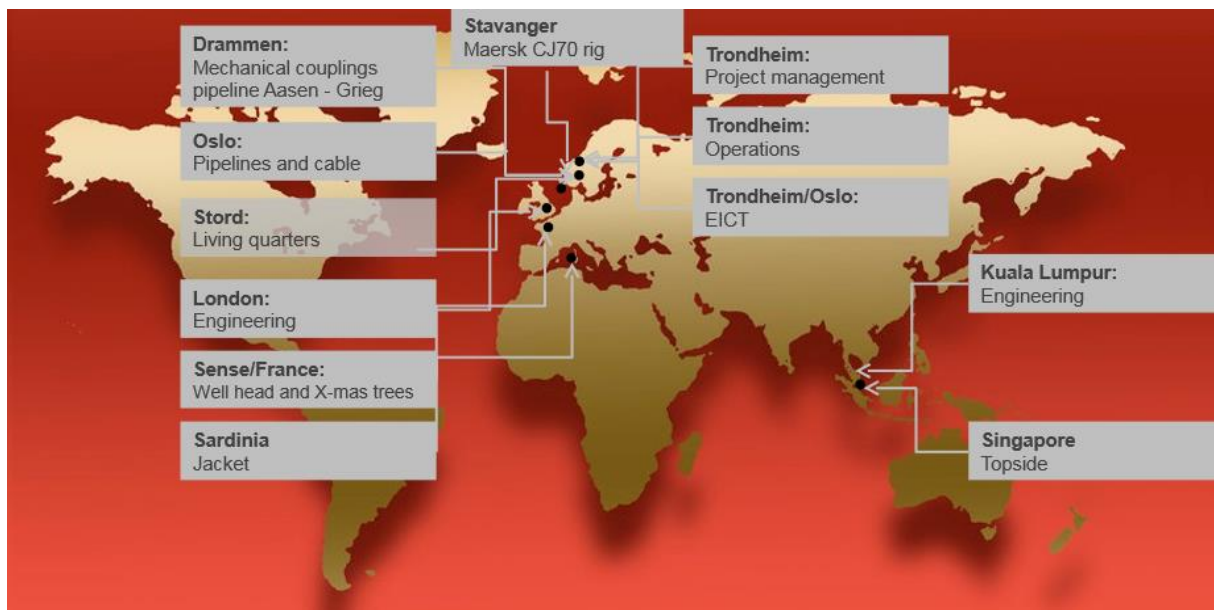 Drammen:
Mechanical couplings
pipeline Aasen - Grieg
Oslo:
Pipelines and cable
Stord:
Living quarters
London:
Engineering
Sense/France:
Well head and X-mas trees
Sardinia
Jacket
Stavanger
Maersk CJ70 rig
Trondheim:
Project management
Trondheim:
Operations
Trondheim/Oslo:
EICT
Kuala Lumpur:
Engineering
Singapore
Topside